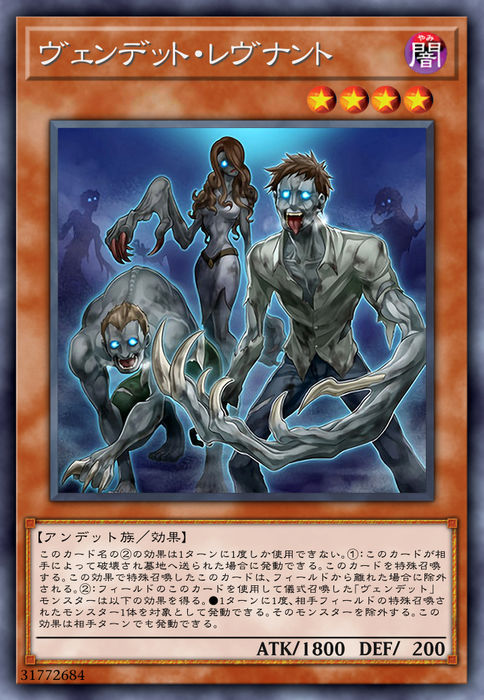 ヴェンデット・レヴナント
やみ
闇
【アンデット族／効果】
このカード名の②の効果は1ターンに1度しか使用できない。①：このカードが相
手によって破壊され墓地へ送られた場合に発動できる。このカードを特殊召喚
する。この効果で特殊召喚したこのカードは、フィールドから離れた場合に除外
される。②：フィールドのこのカードを使用して儀式召喚した「ヴェンデット」
モンスターは以下の効果を得る。●1ターンに1度、相手フィールドの特殊召喚さ
れたモンスター1体を対象として発動できる。そのモンスターを除外する。この
効果は相手ターンでも発動できる。
ATK/1800 DEF/ 200
31772684